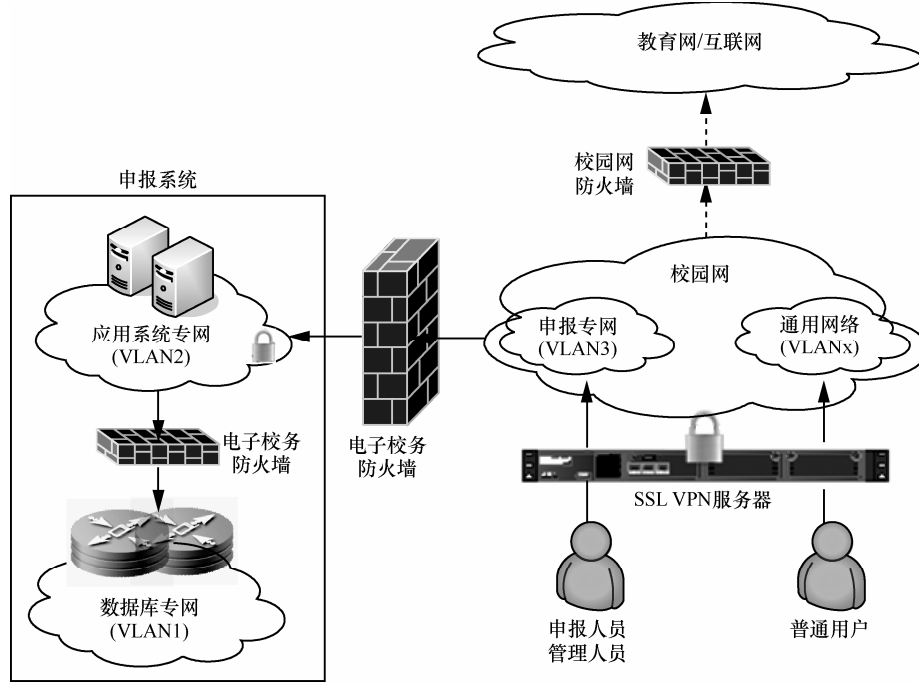 教育网/互联网
校园网
防火墙
申报系统
校园网
应用系统专网
(VLAN2)
申报专网
(VLAN3)
通用网络
(VLANx)
电子校务
防火墙
电子校务
防火墙
SSL VPN服务器
数据库专网
(VLAN1)
申报人员
管理人员
普通用户